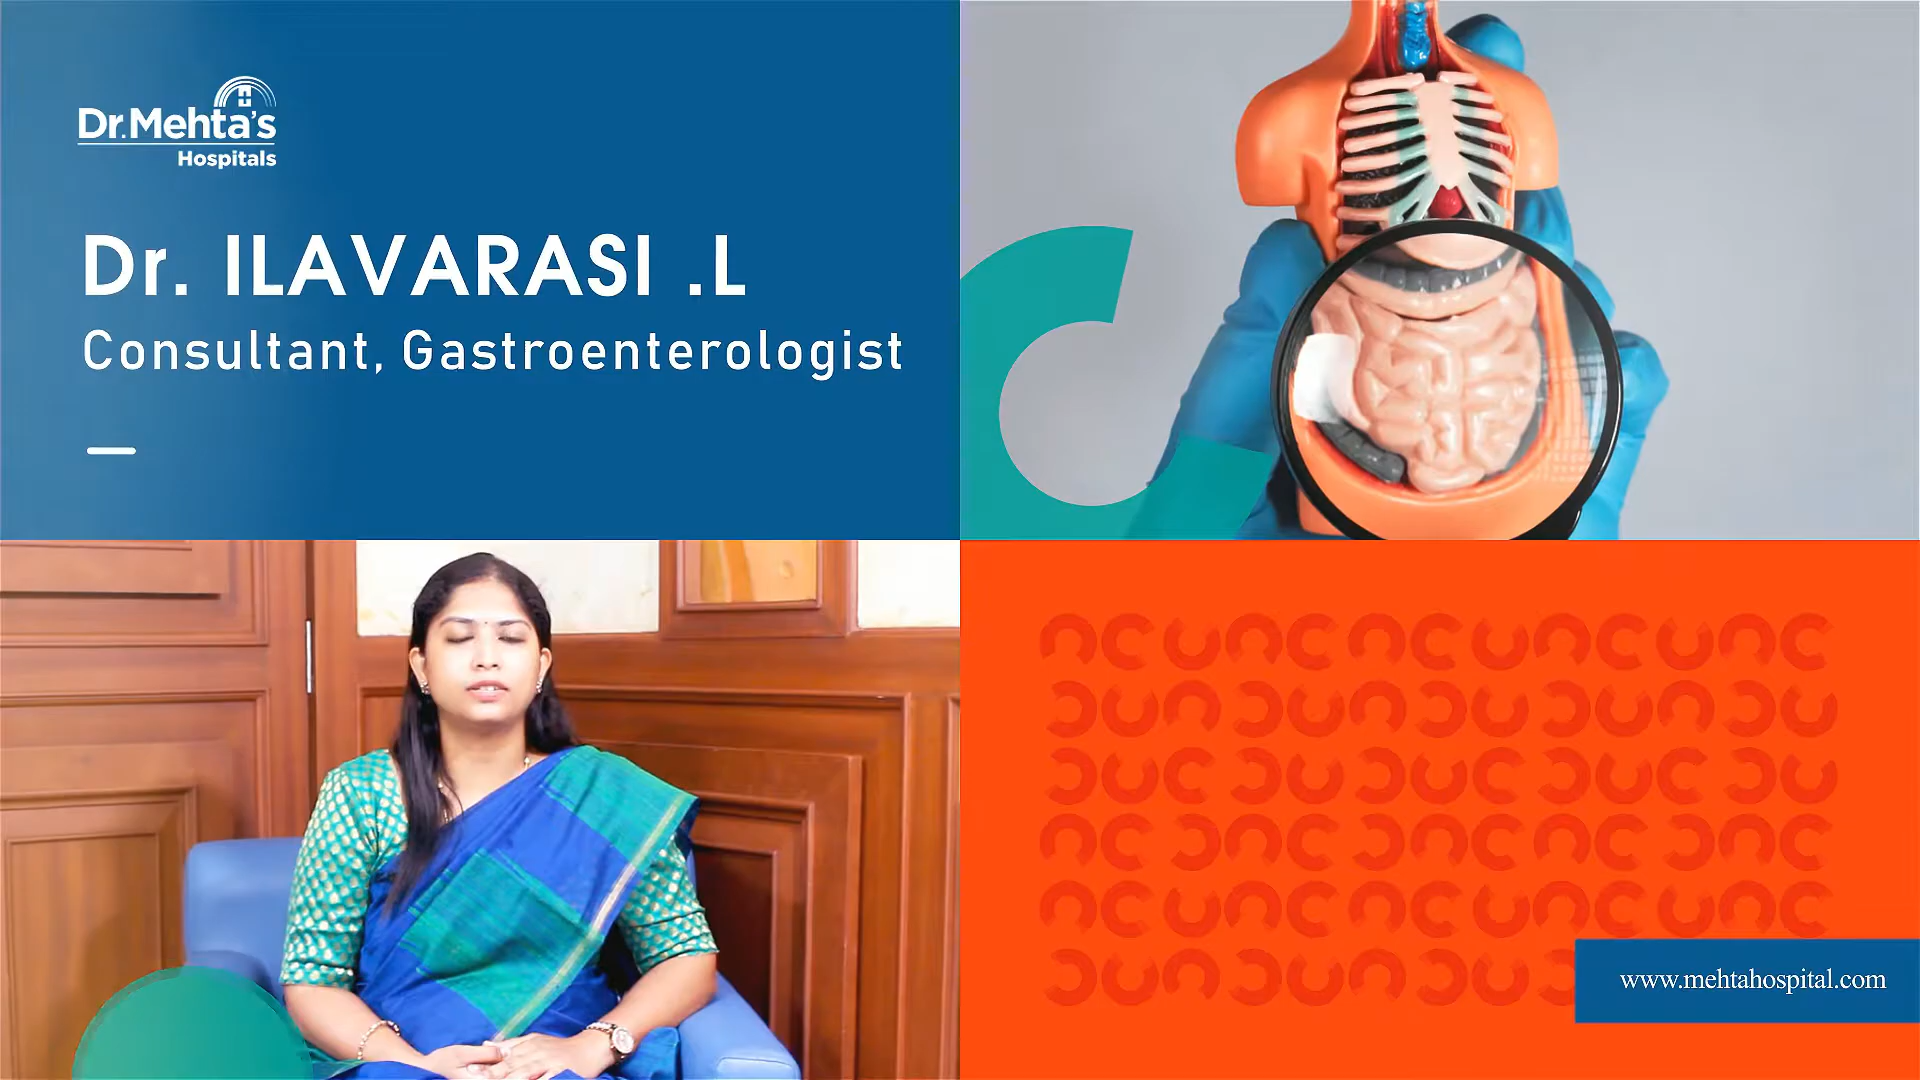 Dr.Mehta's
Hospitals
Dr. ILAVARASI .L
Consultant, Gastroenterologist
www.mehtahospital.com